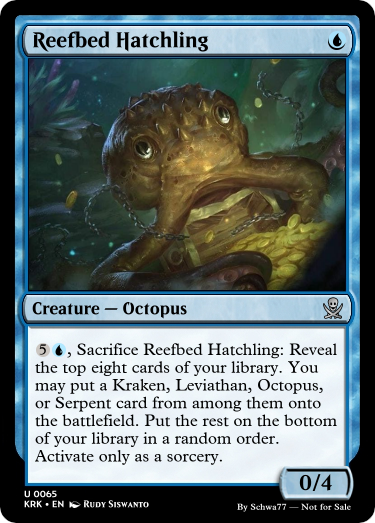 Reefbed Hatchling
Creature — Octopus
5, Sacrifice Reefbed Hatchling: Reveal
the top eight cards of your library. You
may put a Kraken, Leviathan, Octopus,
or Serpent card from among them onto
the battlefield. Put the rest on the bottom
of your library in a random order.
Activate only as a sorcery.
0/4
U 0065
KRK • EN Rudy Siswanto
By Schwa77 — Not for Sale